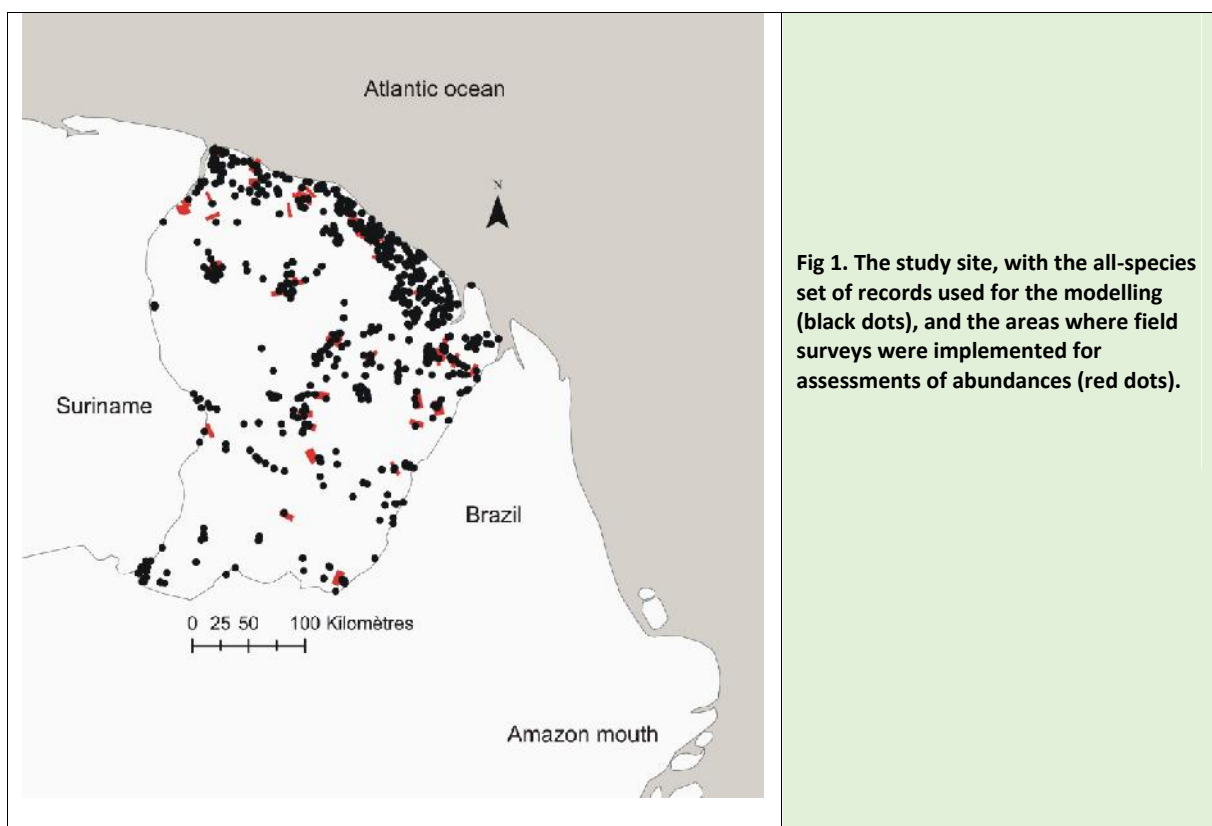 Atlantic ocean
N
Suriname
Brazil
0 25 50 100 Kilomètres
Amazon mouth
Fig 1. The study site, with the all-species
set of records used for the modelling
(black dots), and the areas where field
surveys were implemented for
assessments of abundances (red dots).